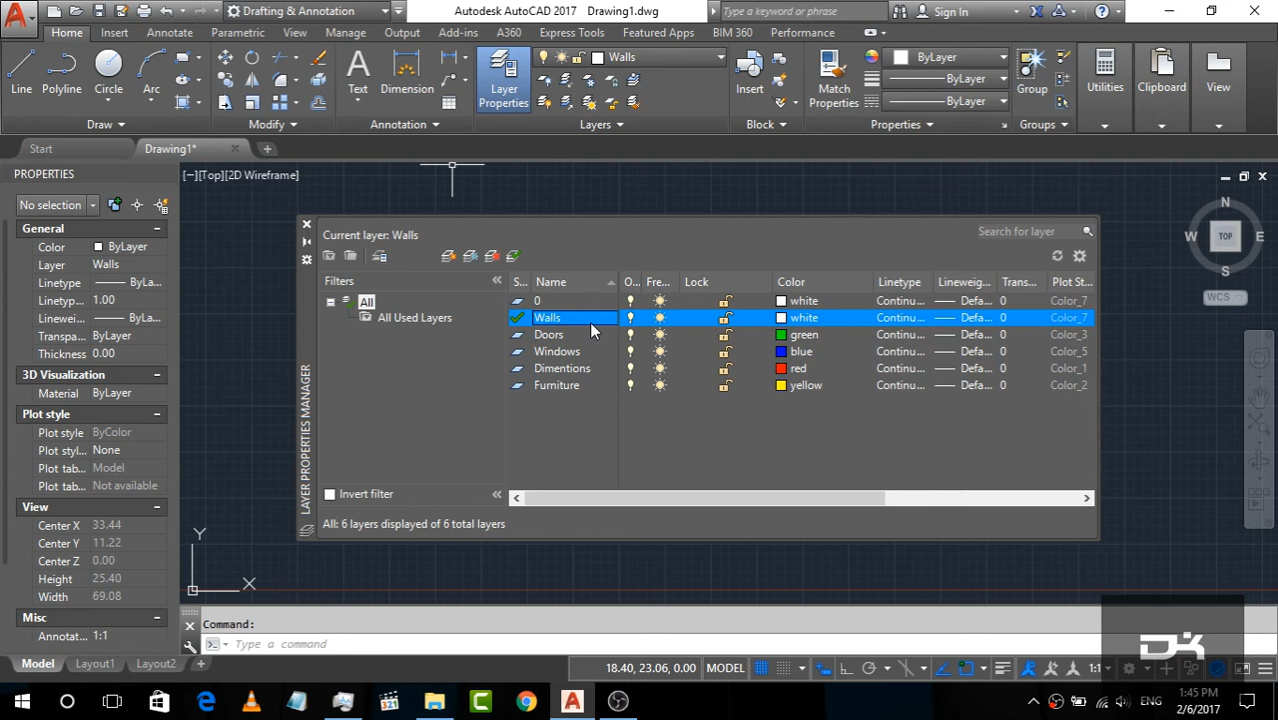 Drafting & Annotation
Autodesk AutoCAD 2017 Drawing1.dwg
Type a keyword or phrase
Sign In
Home Insert Annotate Parametric View Manage Output Add-ins A360 Express Tools Featured Apps BIM 360 Performance
Walls
ByLayer
ByLayer
ByLayer
Line Polyline Circle Arc
Text Dimension
Layer Properties
Insert
Match Properties
Group Utilities Clipboard View
Draw Modify Annotation Layers Block Properties Groups
Start Drawing1*
PROPERTIES
[−][Top][2D Wireframe]
No selection
General
Color ByLayer
Layer Walls
Linetype ByLa...
Linetyp... 1.00
Linewei... ByLa...
Transpa... ByLayer
Thickness 0.00
3D Visualization
Material ByLayer
Plot style
Plot style ByColor
Plot styl... None
Plot tab... Model
Plot tab... Not available
View
Center X 33.44
Center Y 11.22
Center Z 0.00
Height 25.40
Width 69.08
Misc
Annotat... 1:1
LAYER PROPERTIES MANAGER
Current layer: Walls
Search for layer
Filters
All
All Used Layers
Invert filter
S... Name O... Fre... Lock Color Linetype Lineweig... Trans... Plot St...
0 white Continu... Defa... 0 Color_7
Walls white Continu... Defa... 0 Color_7
Doors green Continu... Defa... 0 Color_3
Windows blue Continu... Defa... 0 Color_5
Dimentions red Continu... Defa... 0 Color_1
Furniture yellow Continu... Defa... 0 Color_2
All: 6 layers displayed of 6 total layers
N
W TOP E
WCS
Y
X
Command:
Type a command
DK
Model Layout1 Layout2
18.40, 23.06, 0.00 MODEL
1:1
321
ENG
1:45 PM
2/6/2017